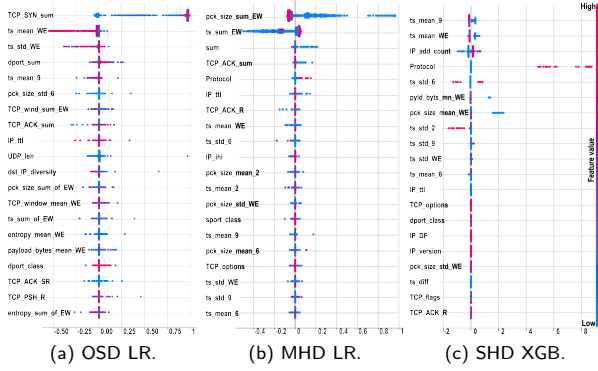 TCP_SYN_sum
ts_mean_WE
ts_std_WE
dport_sum
ts_mean_9
pck_size_std_6
TCP_wind_sum_EW
TCP_ACK_sum
IP_ttl
UDP_len
dst_IP_diversity
pck_size_sum_of_EW
TCP_window_mean_WE
ts_sum_of_EW
entropy_mean_WE
payload_bytes_mean_WE
dport_class
TCP_ACK_SR
TCP_PSH_R
entropy_sum_of_EW
-0.50 -0.25 0 0.25 0.50 0.75 1
(a) OSD LR.
pck_size_sum_EW
ts_sum_EW
sum
TCP_ACK_sum
Protocol
IP_ttl
TCP_ACK_R
ts_mean_WE
ts_std_6
IP_ihl
pck_size_mean_2
ts_mean_2
pck_size_std_WE
sport_class
ts_mean_9
pck_size_mean_6
TCP_options
ts_std_WE
ts_std_9
ts_mean_6
-0.4 -0.2 0 0.2 0.4 0.6 0.8 1
(b) MHD LR.
ts_mean_9
ts_mean_WE
IP_add_count
Protocol
ts_std_6
pyld_byts_mn_WE
pck_size_mean_WE
ts_std_2
ts_std_9
ts_std_WE
ts_mean_6
IP_ttl
TCP_options
dport_class
IP_DF
IP_version
pck_size_std_WE
ts_diff
TCP_flags
TCP_ACK_R
-2 0 2 4 6 8
(c) SHD XGB.
High
Feature value
Low